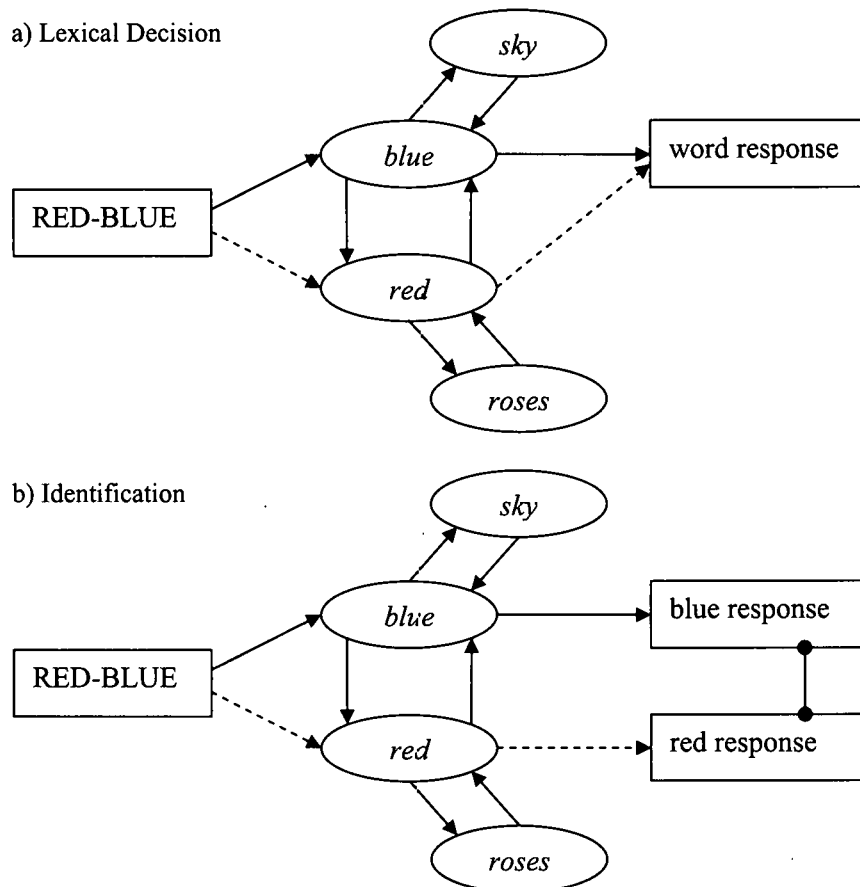 a) Lexical Decision
sky
blue
word response
RED-BLUE
red
roses
b) Identification
sky
blue
blue response
RED-BLUE
red
red response
roses